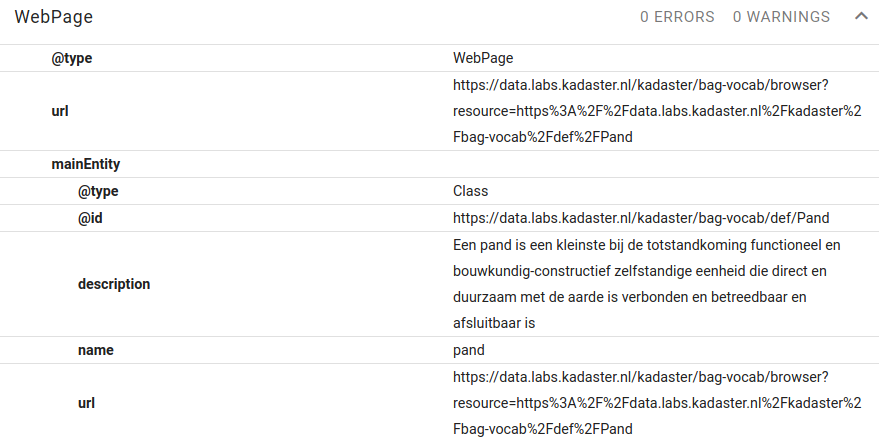 WebPage 0 ERRORS 0 WARNINGS
@type WebPage
url https://data.labs.kadaster.nl/kadaster/bag-vocab/browser?
resource=https%3A%2F%2Fdata.labs.kadaster.nl%2Fkadaster%2
Fbag-vocab%2Fdef%2FPand
mainEntity
@type Class
@id https://data.labs.kadaster.nl/kadaster/bag-vocab/def/Pand
description Een pand is een kleinste bij de totstandkoming functioneel en
bouwkundig-constructief zelfstandige eenheid die direct en
duurzaam met de aarde is verbonden en betreedbaar en
afsluitbaar is
name pand
url https://data.labs.kadaster.nl/kadaster/bag-vocab/browser?
resource=https%3A%2F%2Fdata.labs.kadaster.nl%2Fkadaster%2
Fbag-vocab%2Fdef%2FPand